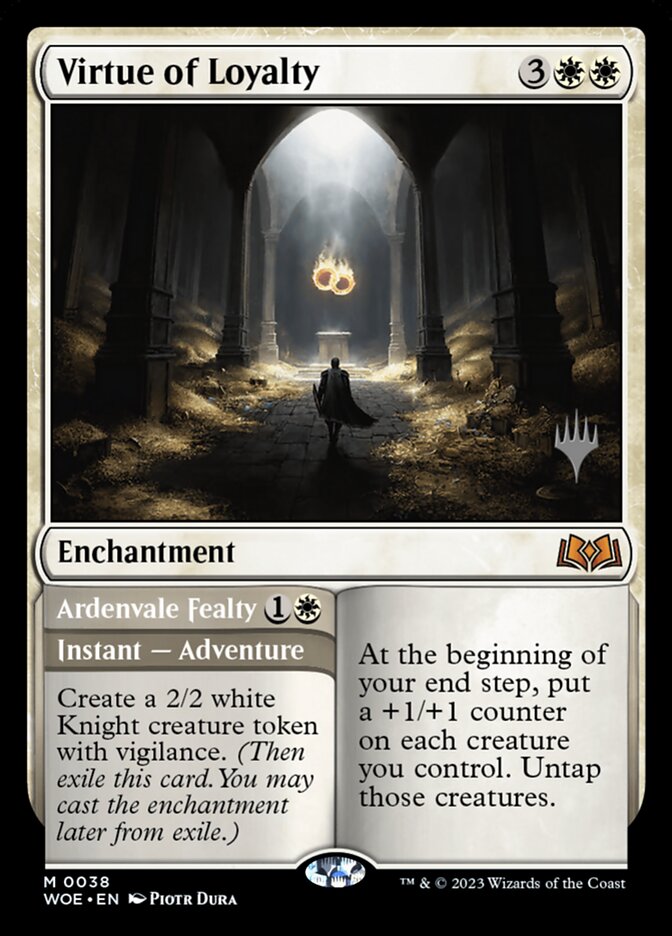 Virtue of Loyalty 3
Enchantment
Ardenvale Fealty 1
Instant — Adventure
Create a 2/2 white
Knight creature token
with vigilance. (Then
exile this card. You may
cast the enchantment
later from exile.)
At the beginning of
your end step, put
a +1/+1 counter
on each creature
you control. Untap
those creatures.
M 0038
WOE • EN Piotr Dura
™ & © 2023 Wizards of the Coast